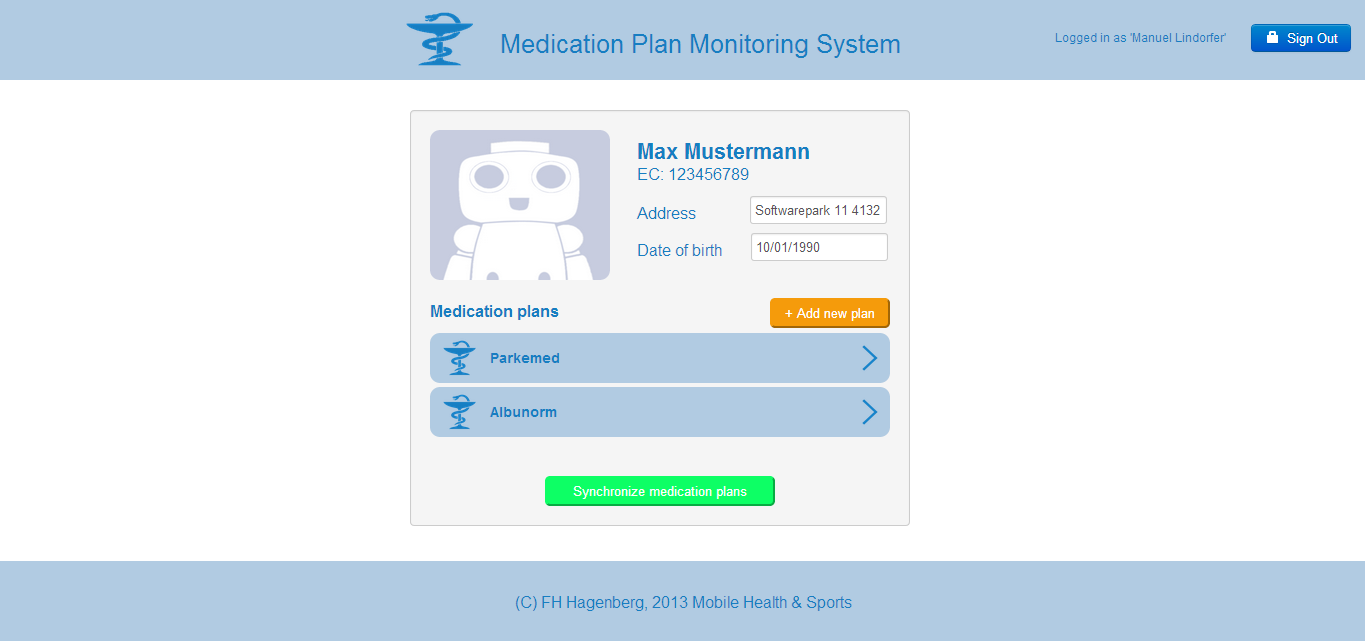 Medication Plan Monitoring System
Logged in as 'Manuel Lindorfer'
Sign Out
Max Mustermann
EC: 123456789
Address
Softwarepark 11 4132
Date of birth
10/01/1990
Medication plans
+ Add new plan
Parkemed
Albunorm
Synchronize medication plans
(C) FH Hagenberg, 2013 Mobile Health & Sports